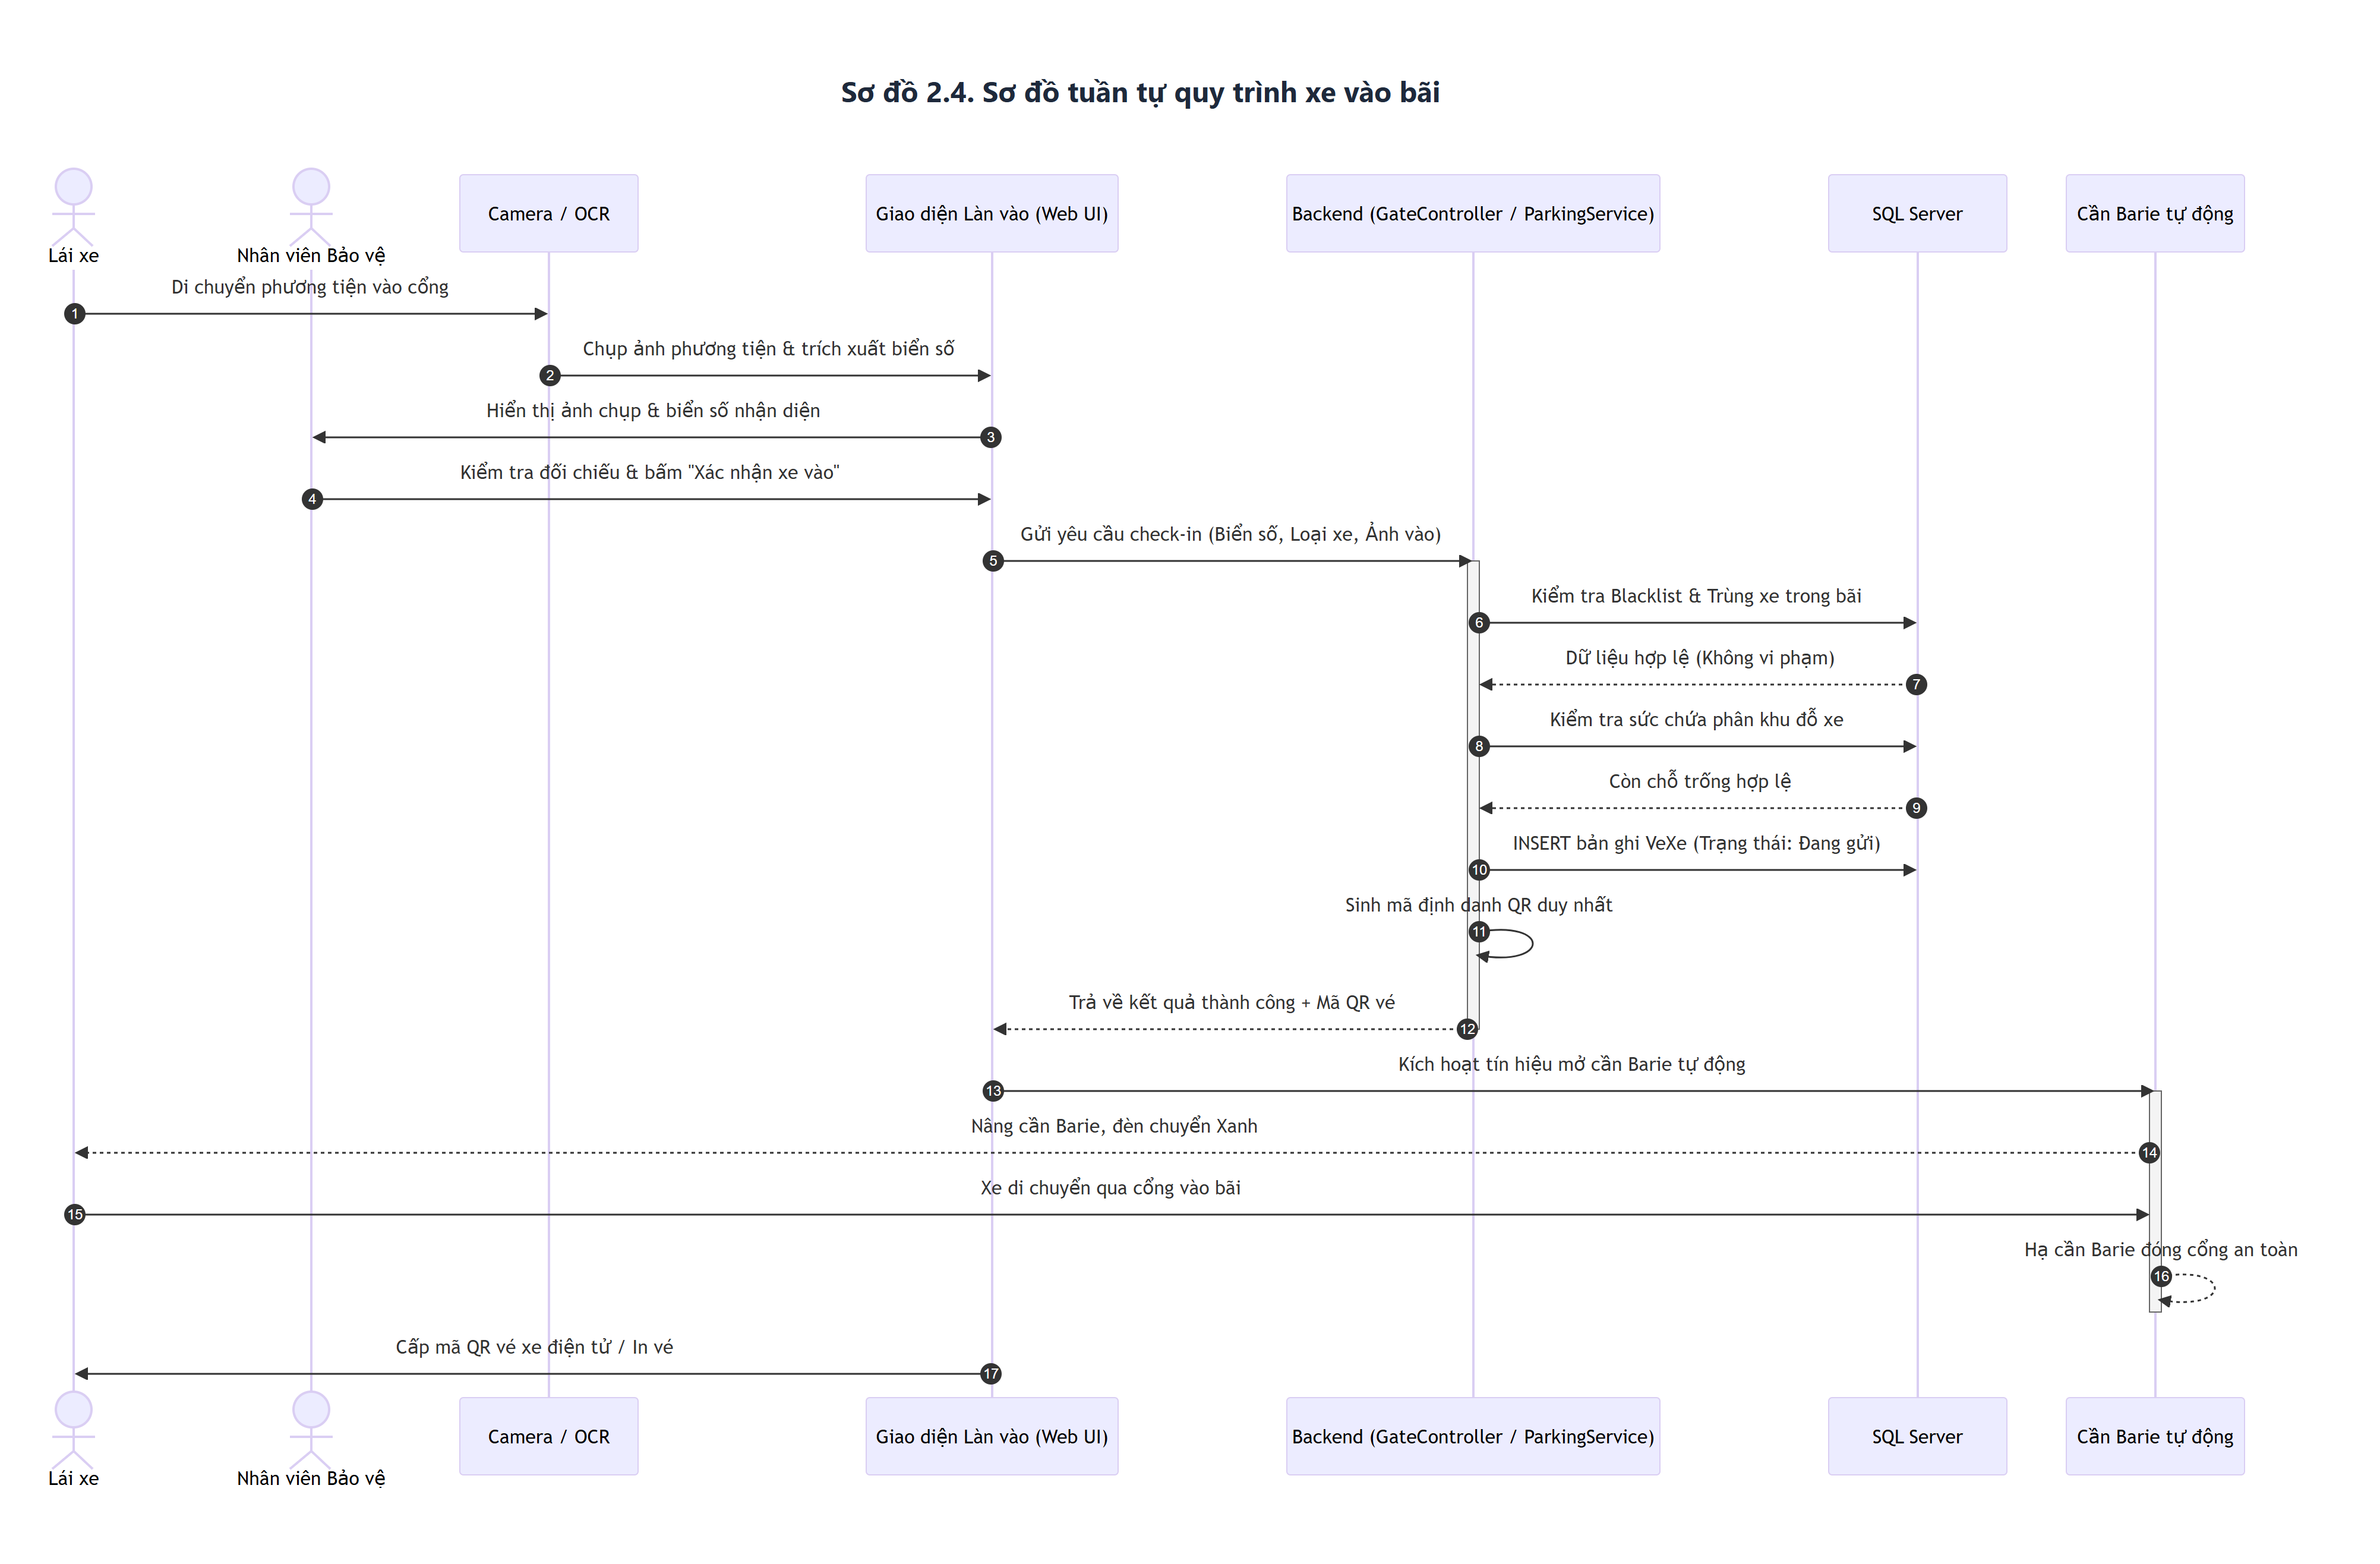 Sơ đồ 2.4. Sơ đồ tuần tự quy trình xe vào bãi
Lái xe
Nhân viên Bảo vệ
Camera / OCR
Giao diện Làn vào (Web UI)
Backend (GateController / ParkingService)
SQL Server
Cần Barie tự động
Di chuyển phương tiện vào cổng
1
Chụp ảnh phương tiện & trích xuất biển số
2
Hiển thị ảnh chụp & biển số nhận diện
3
Kiểm tra đối chiếu & bấm "Xác nhận xe vào"
4
Gửi yêu cầu check-in (Biển số, Loại xe, Ảnh vào)
5
Kiểm tra Blacklist & Trùng xe trong bãi
6
Dữ liệu hợp lệ (Không vi phạm)
7
Kiểm tra sức chứa phân khu đỗ xe
8
Còn chỗ trống hợp lệ
9
INSERT bản ghi VeXe (Trạng thái: Đang gửi)
10
Sinh mã định danh QR duy nhất
11
Trả về kết quả thành công + Mã QR vé
12
Kích hoạt tín hiệu mở cần Barie tự động
13
Nâng cần Barie, đèn chuyển Xanh
14
Xe di chuyển qua cổng vào bãi
15
Hạ cần Barie đóng cổng an toàn
16
Cấp mã QR vé xe điện tử / In vé
17
Lái xe
Nhân viên Bảo vệ
Camera / OCR
Giao diện Làn vào (Web UI)
Backend (GateController / ParkingService)
SQL Server
Cần Barie tự động